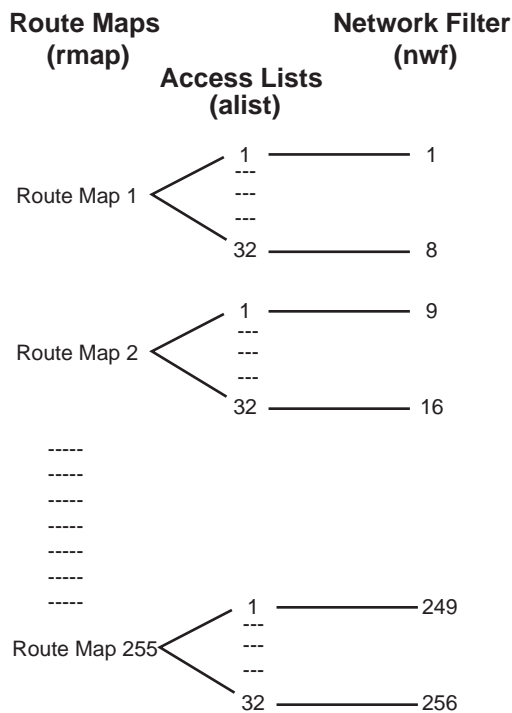 Route Maps
(rmap)
Network Filter
(nwf)
Access Lists
(alist)
1 1
---
Route Map 1 ---
---
32 8
1 9
---
Route Map 2 ---
---
32 16
-----
-----
-----
-----
-----
-----
-----
1 249
---
Route Map 255 ---
---
32 256